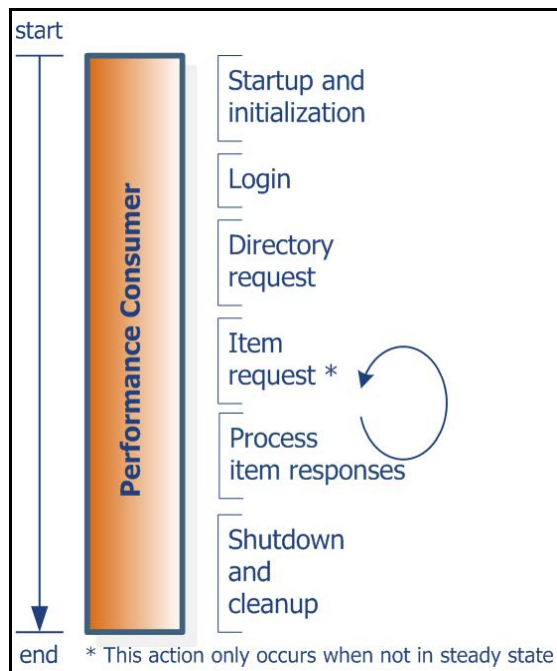 start
Performance Consumer
Startup and
initialization
Login
Directory
request
Item
request *
Process
item responses
Shutdown
and
cleanup
end
* This action only occurs when not in steady state